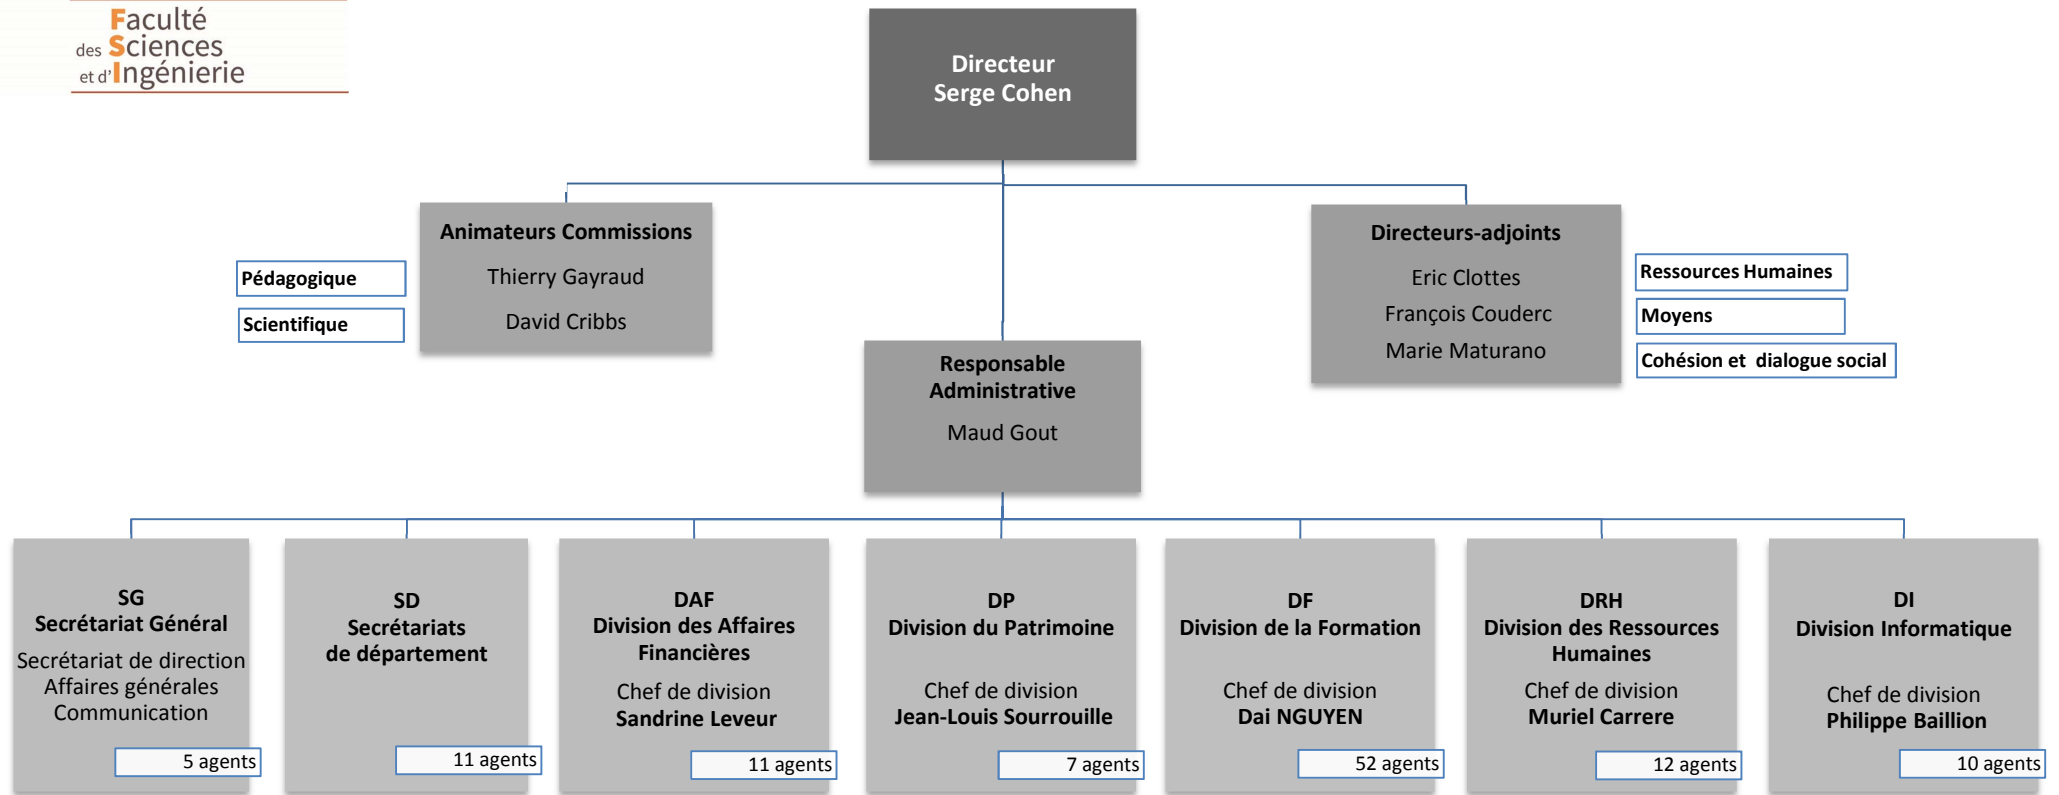 Faculté
des Sciences
et d'Ingénierie
Directeur
Serge Cohen
Animateurs Commissions
Thierry Gayraud
David Cribbs
Pédagogique
Scientifique
Directeurs-adjoints
Eric Clottes
François Couderc
Marie Maturano
Ressources Humaines
Moyens
Cohésion et dialogue social
Responsable
Administrative
Maud Gout
SG
Secrétariat Général
Secrétariat de direction
Affaires générales
Communication
5 agents
SD
Secrétariats
de département
11 agents
DAF
Division des Affaires
Financières
Chef de division
Sandrine Leveur
11 agents
DP
Division du Patrimoine
Chef de division
Jean-Louis Sourrouille
7 agents
DF
Division de la Formation
Chef de division
Dai NGUYEN
52 agents
DRH
Division des Ressources
Humaines
Chef de division
Muriel Carrere
12 agents
DI
Division Informatique
Chef de division
Philippe Baillion
10 agents